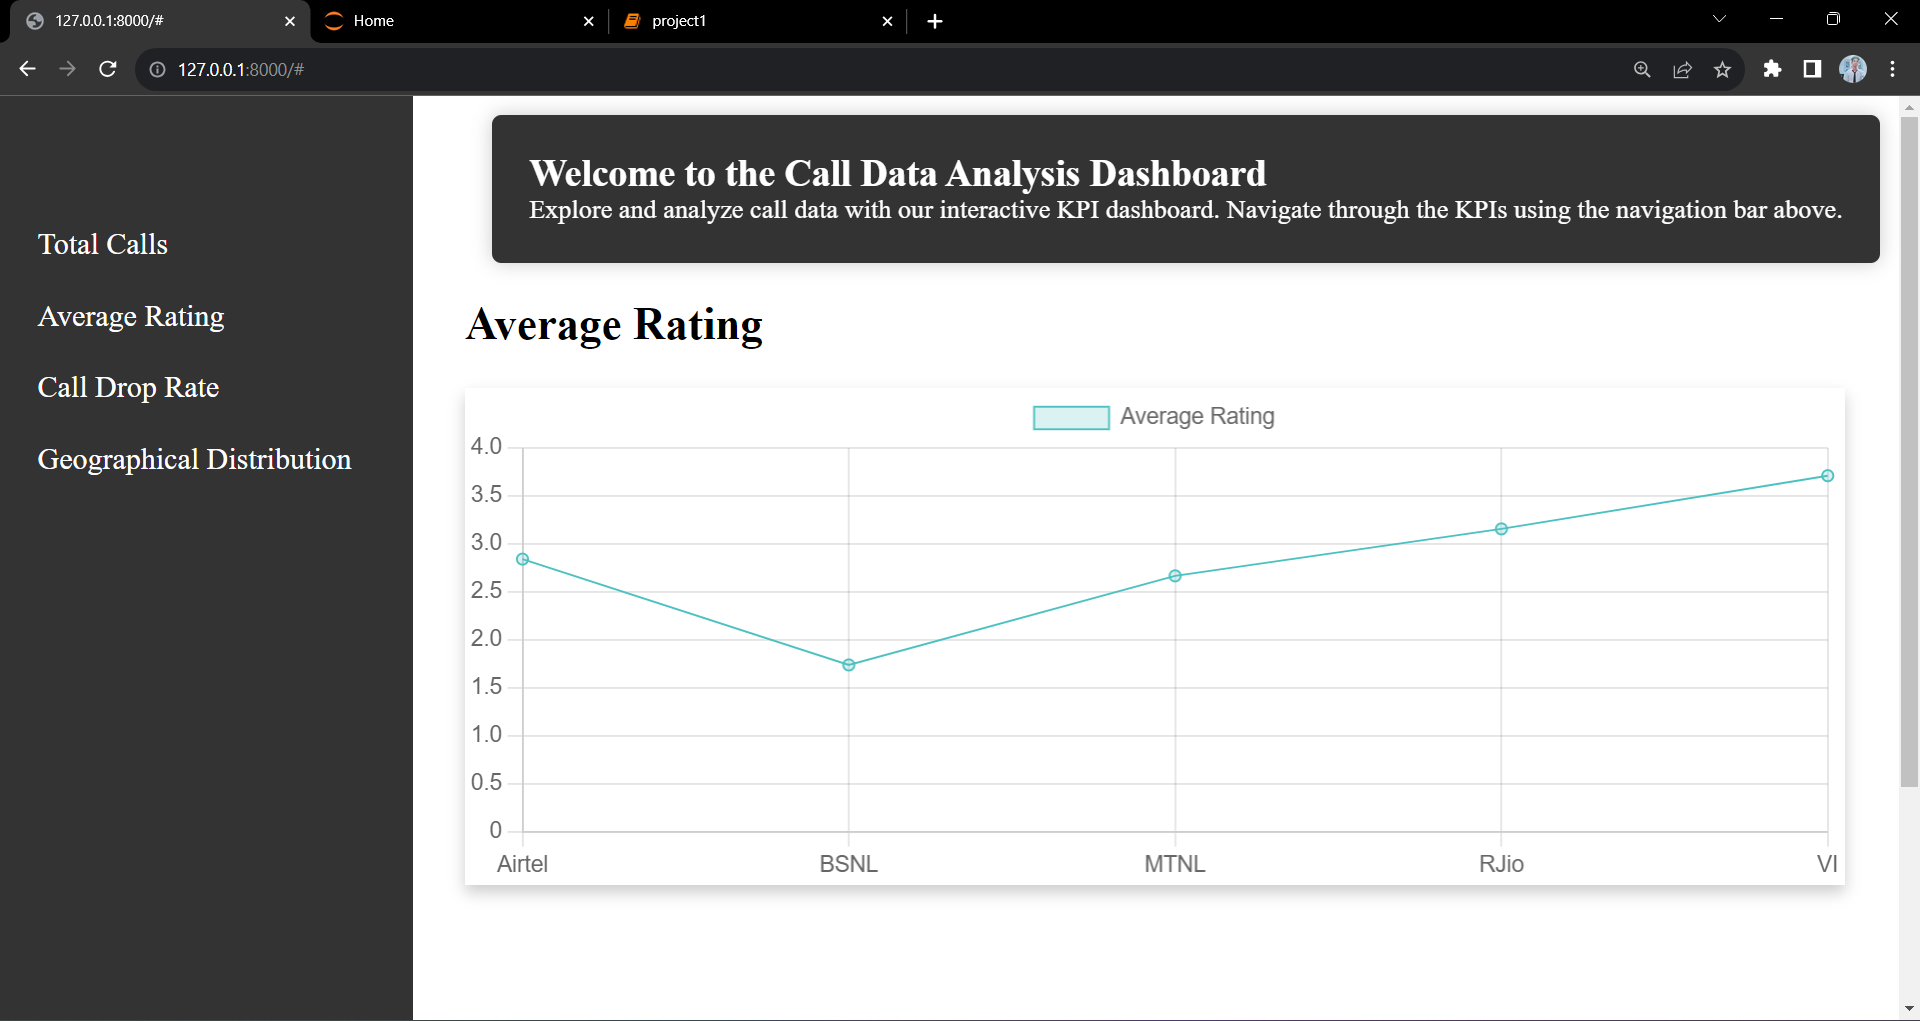 127.0.0.1:8000/#
Home
project1
127.0.0.1:8000/#
Total Calls
Average Rating
Call Drop Rate
Geographical Distribution
Welcome to the Call Data Analysis Dashboard
Explore and analyze call data with our interactive KPI dashboard. Navigate through the KPIs using the navigation bar above.
Average Rating
Average Rating
4.0
3.5
3.0
2.5
2.0
1.5
1.0
0.5
0
Airtel BSNL MTNL RJio VI